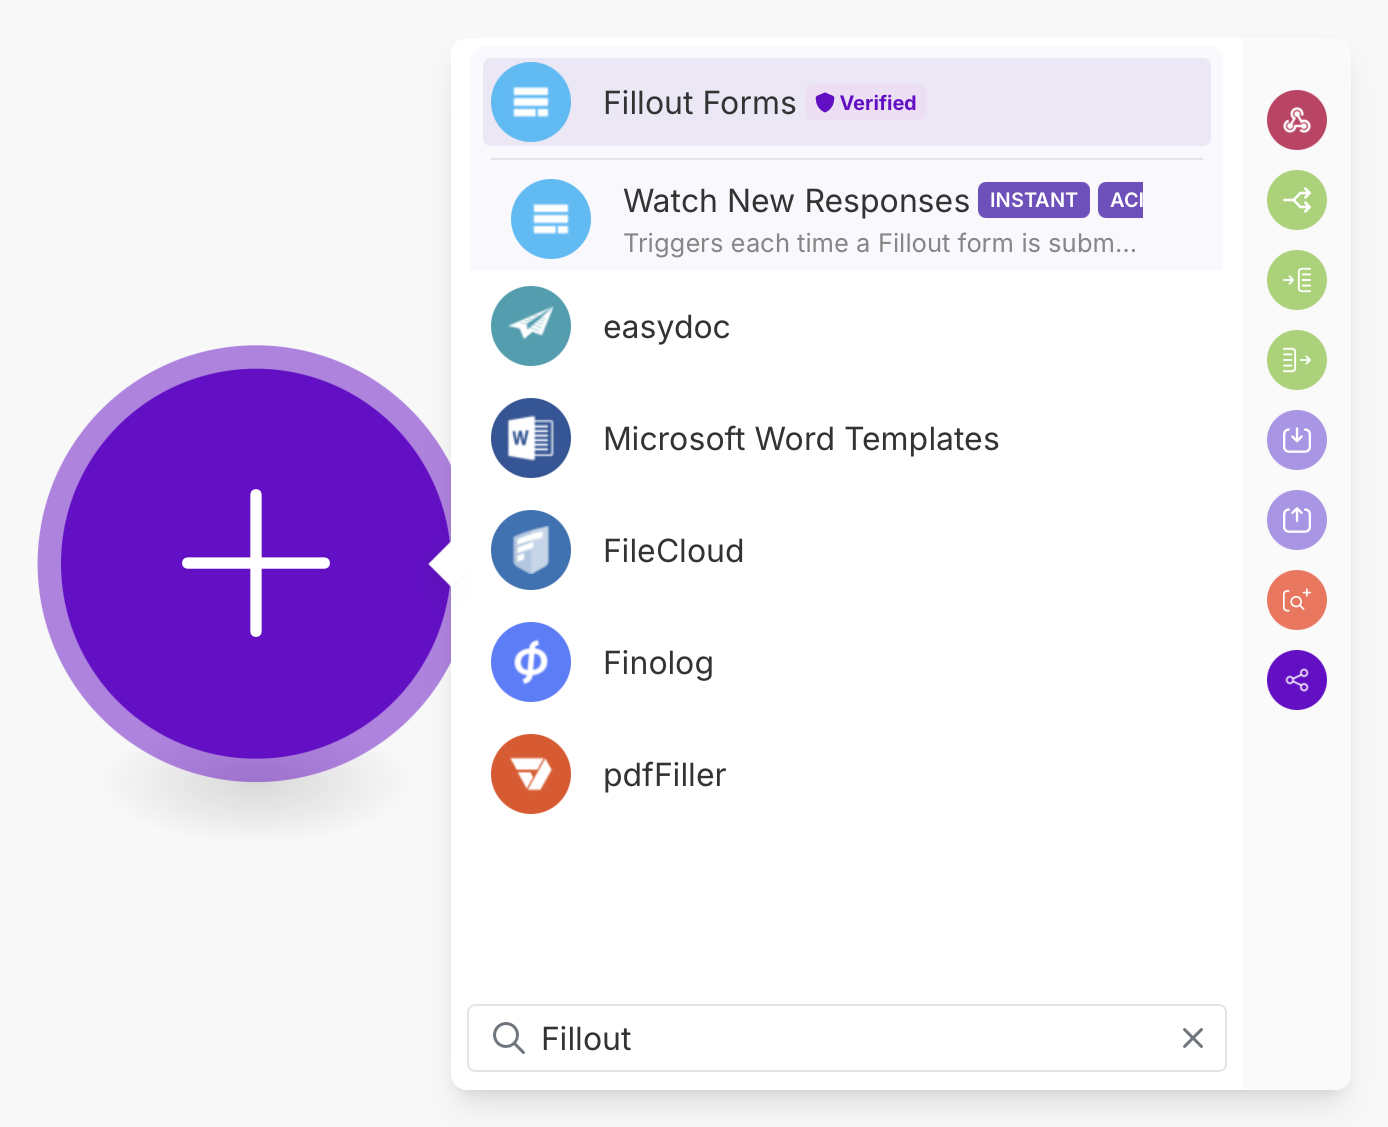 Fillout Forms Verified
Watch New Responses INSTANT
Triggers each time a Fillout form is subm...
easydoc
W
Microsoft Word Templates
FileCloud
Finolog
pdfFiller
Fillout